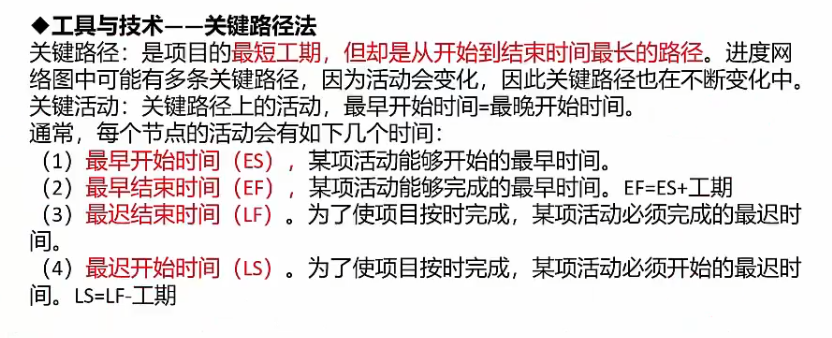 ◆工具与技术——关键路径法
关键路径：是项目的最短工期，但却是从开始到结束时间最长的路径。进度网
络图中可能有多条关键路径，因为活动会变化，因此关键路径也在不断变化中。
关键活动：关键路径上的活动，最早开始时间=最晚开始时间。
通常，每个节点的活动会有如下几个时间：
（1）最早开始时间（ES），某项活动能够开始的最早时间。
（2）最早结束时间（EF），某项活动能够完成的最早时间。EF=ES+工期
（3）最迟结束时间（LF）。为了使项目按时完成，某项活动必须完成的最迟时
间。
（4）最迟开始时间（LS）。为了使项目按时完成，某项活动必须开始的最迟时
间。LS=LF-工期